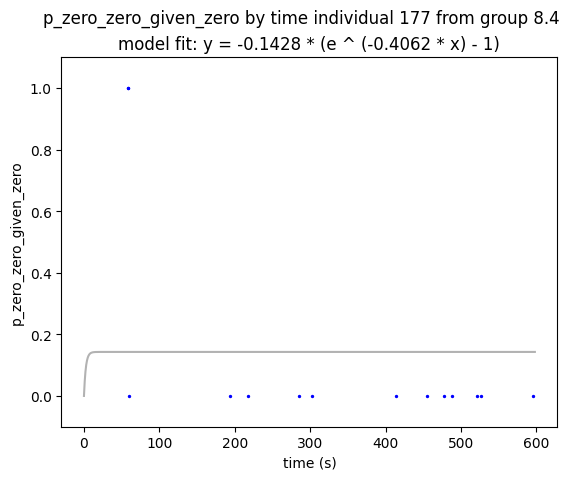 p_zero_zero_given_zero by time individual 177 from group 8.4
model fit: y = -0.1428 * (e ^ (-0.4062 * x) - 1)
1.0
0.8
0.6
0.4
0.2
0.0
p_zero_zero_given_zero
0 100 200 300 400 500 600
time (s)